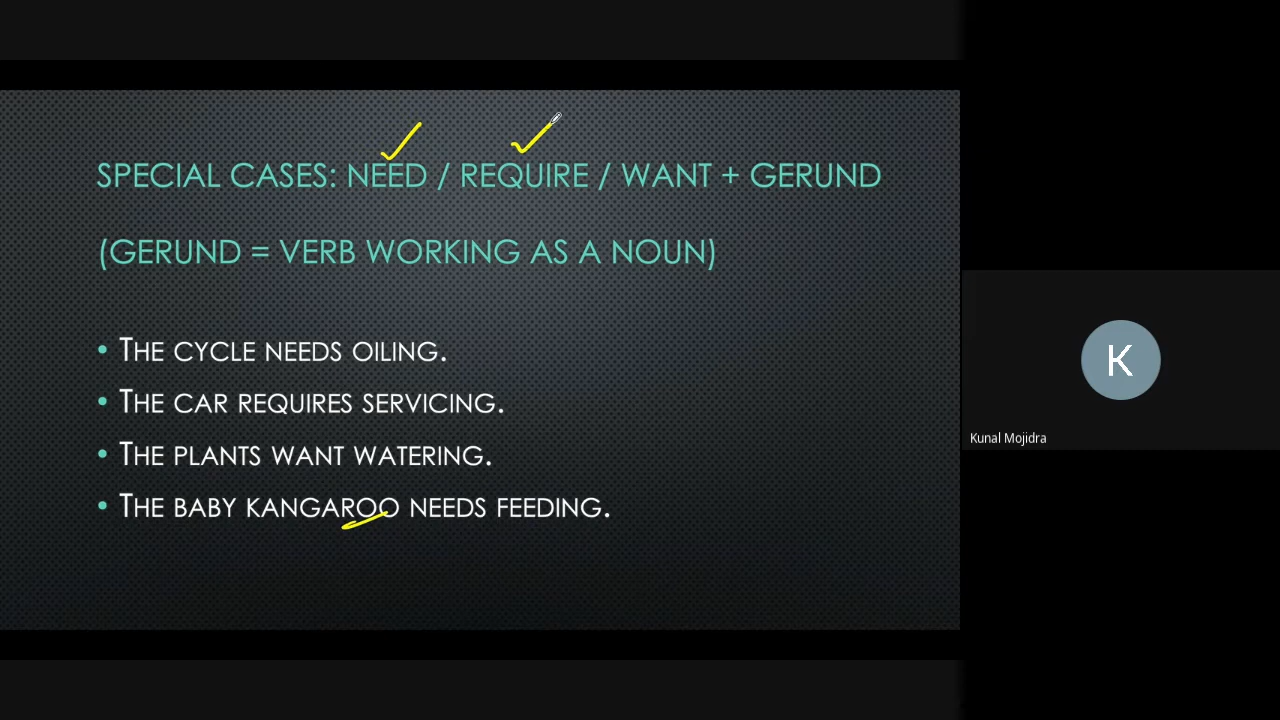 SPECIAL CASES: NEED / REQUIRE / WANT + GERUND
(GERUND = VERB WORKING AS A NOUN)
• THE CYCLE NEEDS OILING.
• THE CAR REQUIRES SERVICING.
• THE PLANTS WANT WATERING.
• THE BABY KANGAROO NEEDS FEEDING.
K
Kunal Mojidra